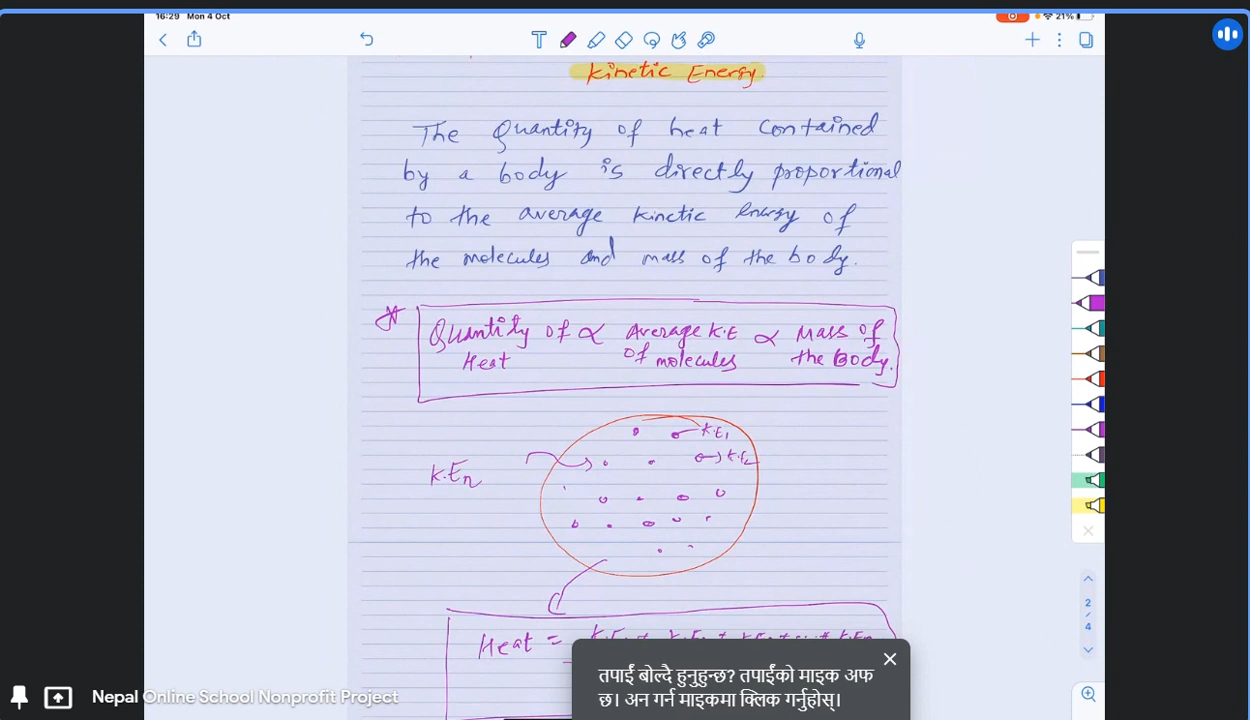 16:29 Mon 4 Oct
21%
Kinetic Energy
The Quantity of heat contained
by a body is directly proportional
to the average kinetic energy of
the molecules and mass of the body.
Quantity of ∝ Average K.E ∝ Mass of
Heat of molecules the Body.
K.E1
K.E2
K.En
2
/
4
Heat =
तपाईं बोल्दै हुनुहुन्छ? तपाईंको माइक अफ
छ। अन गर्न माइकमा क्लिक गर्नुहोस्।
Nepal Online School Nonprofit Project